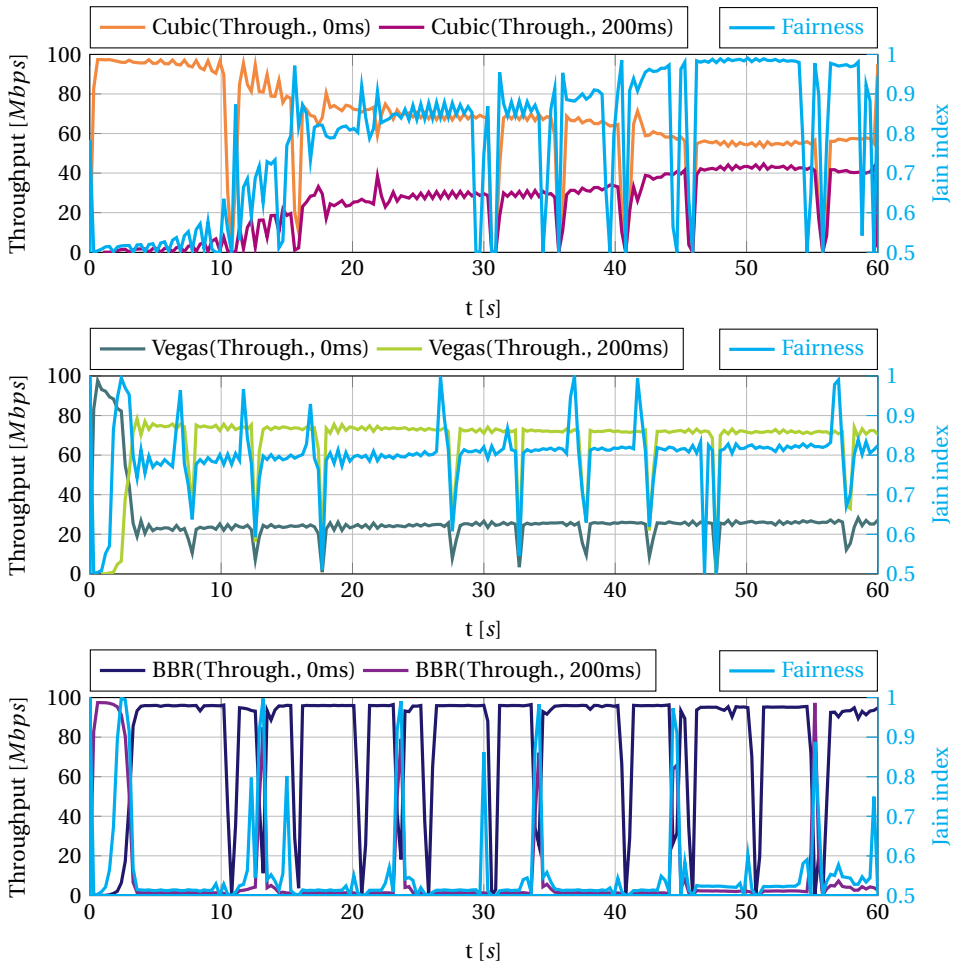 Cubic(Through., 0ms) Cubic(Through., 200ms) Fairness
Throughput [Mbps]
100
80
60
40
20
0
0 10 20 30 40 50 60
t [s]
1
0.9
0.8
0.7
0.6
0.5
Jain index
Vegas(Through., 0ms) Vegas(Through., 200ms) Fairness
Throughput [Mbps]
100
80
60
40
20
0
0 10 20 30 40 50 60
t [s]
1
0.9
0.8
0.7
0.6
0.5
Jain index
BBR(Through., 0ms) BBR(Through., 200ms) Fairness
Throughput [Mbps]
100
80
60
40
20
0
0 10 20 30 40 50 60
t [s]
1
0.9
0.8
0.7
0.6
0.5
Jain index